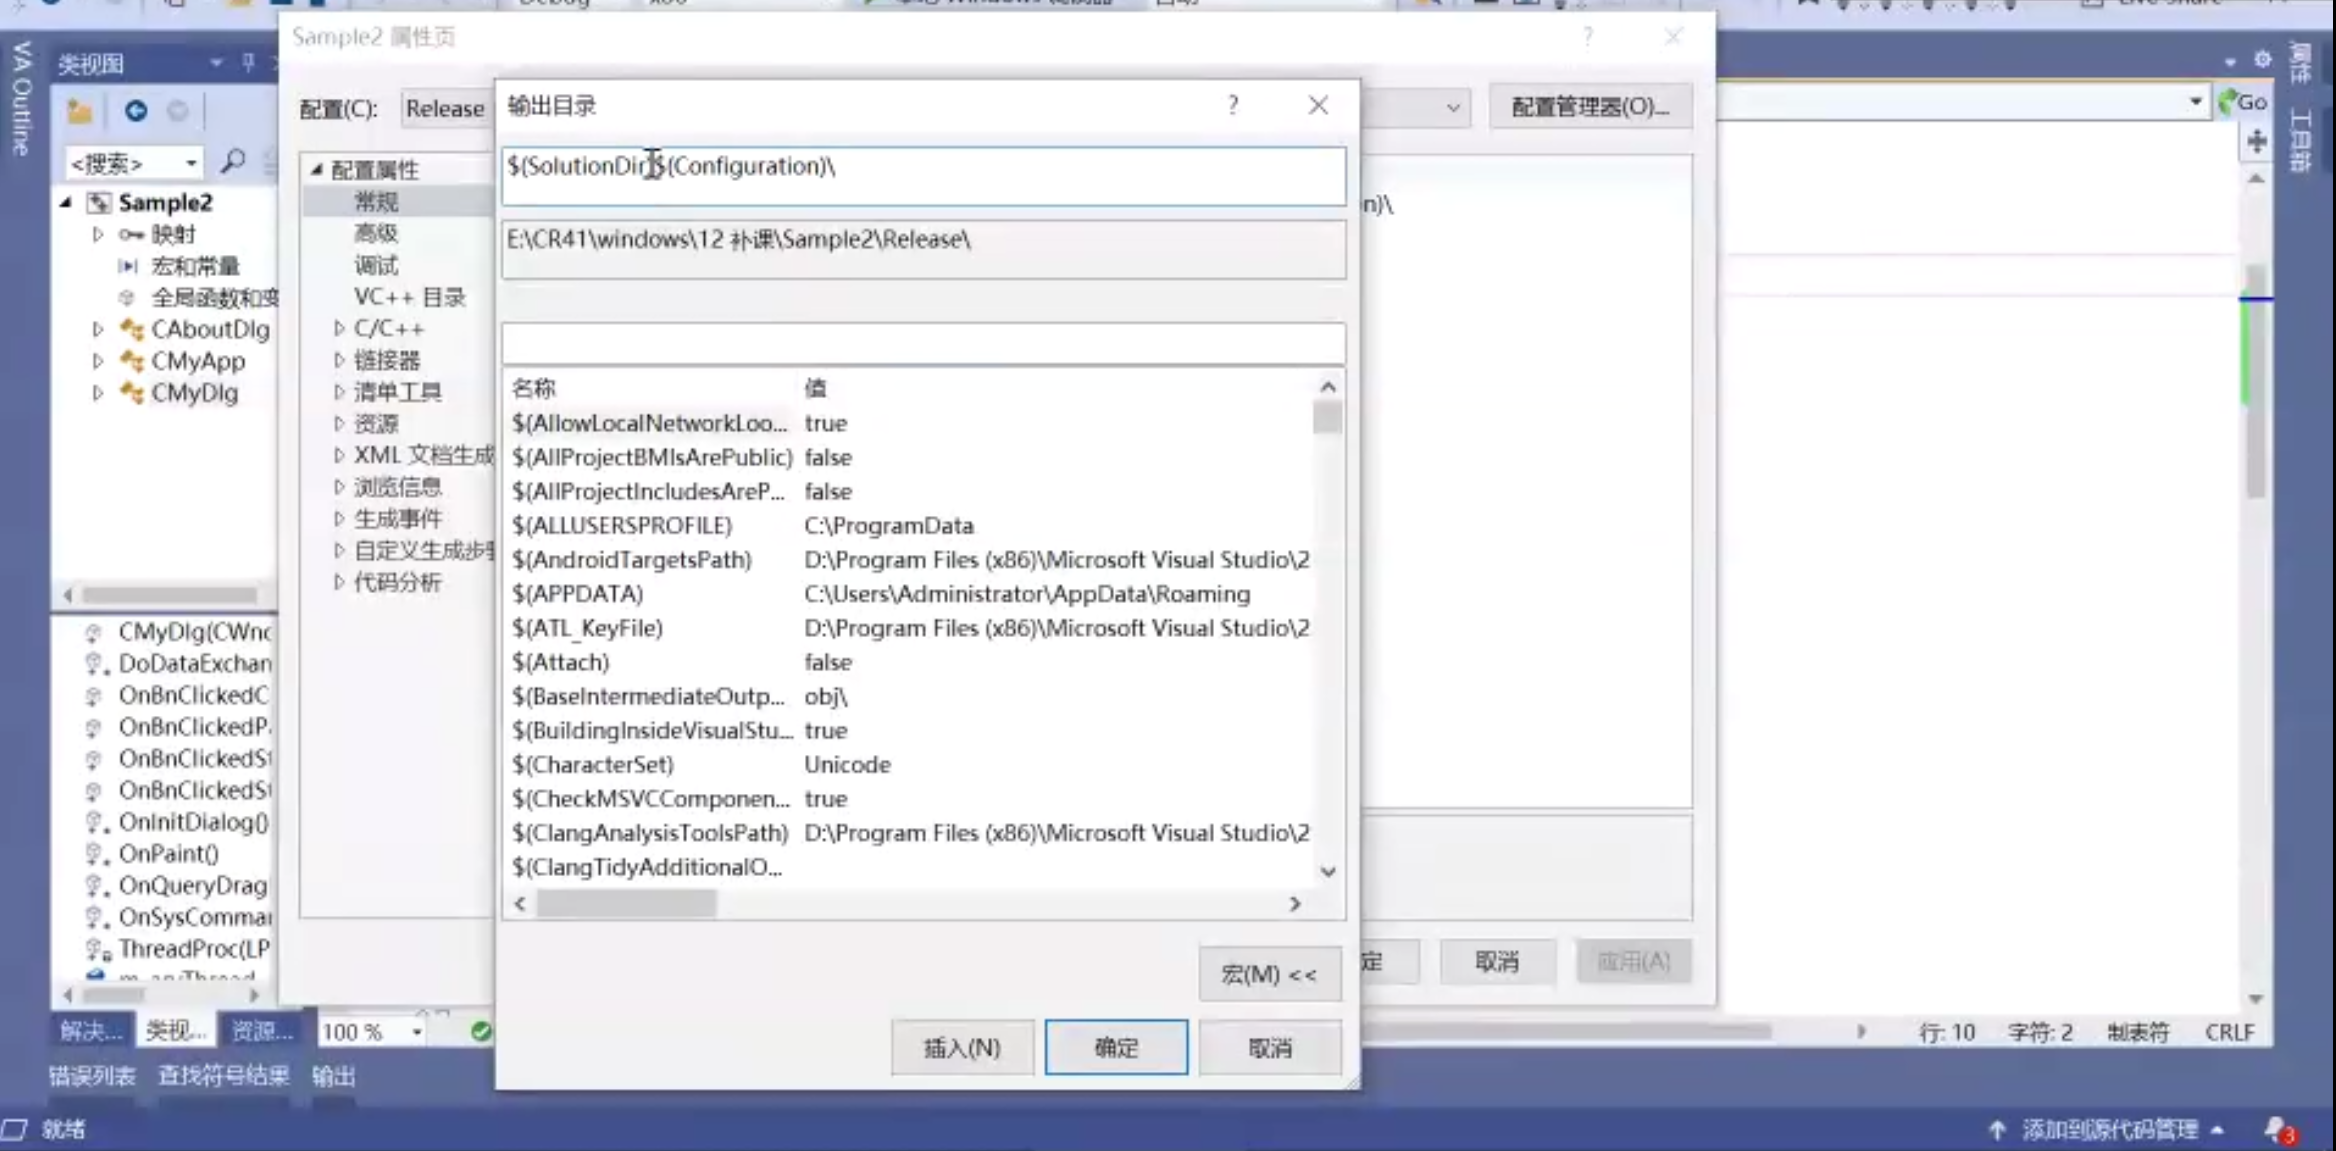 Sample2 属性页
VA Outline
类视图
配置(C):
Release
配置管理器(O)...
输出目录
Go
属性
工具箱
<搜索>
$(SolutionDir)$(Configuration)\
E:\CR41\windows\12 补课\Sample2\Release\
n)\
Sample2
映射
宏和常量
全局函数和变
CAboutDlg
CMyApp
CMyDlg
配置属性
常规
高级
调试
VC++ 目录
C/C++
链接器
清单工具
资源
XML 文档生成
浏览信息
生成事件
自定义生成步骤
代码分析
名称 值
$(AllowLocalNetworkLoo... true
$(AllProjectBMIsArePublic) false
$(AllProjectIncludesAreP... false
$(ALLUSERSPROFILE) C:\ProgramData
$(AndroidTargetsPath) D:\Program Files (x86)\Microsoft Visual Studio\2
$(APPDATA) C:\Users\Administrator\AppData\Roaming
$(ATL_KeyFile) D:\Program Files (x86)\Microsoft Visual Studio\2
$(Attach) false
$(BaseIntermediateOutp... obj\
$(BuildingInsideVisualStu... true
$(CharacterSet) Unicode
$(CheckMSVCComponen... true
$(ClangAnalysisToolsPath) D:\Program Files (x86)\Microsoft Visual Studio\2
$(ClangTidyAdditionalO...
CMyDlg(CWnd
DoDataExchan
OnBnClickedC
OnBnClickedP
OnBnClickedSt
OnBnClickedSt
OnInitDialog()
OnPaint()
OnQueryDrag
OnSysComman
ThreadProc(LP
宏(M) <<
定
取消
应用(A)
插入(N)
确定
取消
解决...
类视...
资源...
100 %
行: 10
字符: 2
制表符
CRLF
错误列表
查找符号结果
输出
就绪
添加到源代码管理
3